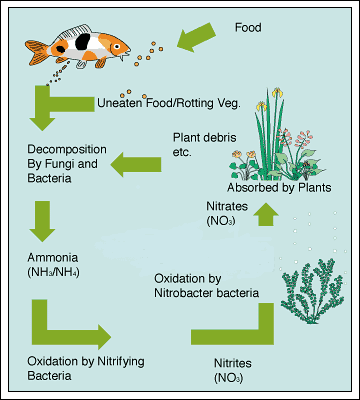 Food
Uneaten Food/Rotting Veg.
Plant debris
etc.
Decomposition
By Fungi and
Bacteria
Absorbed by Plants
Nitrates
(NO₃)
Ammonia
(NH₃/NH₄)
Oxidation by
Nitrobacter bacteria
Oxidation by Nitrifying
Bacteria
Nitrites
(NO₃)